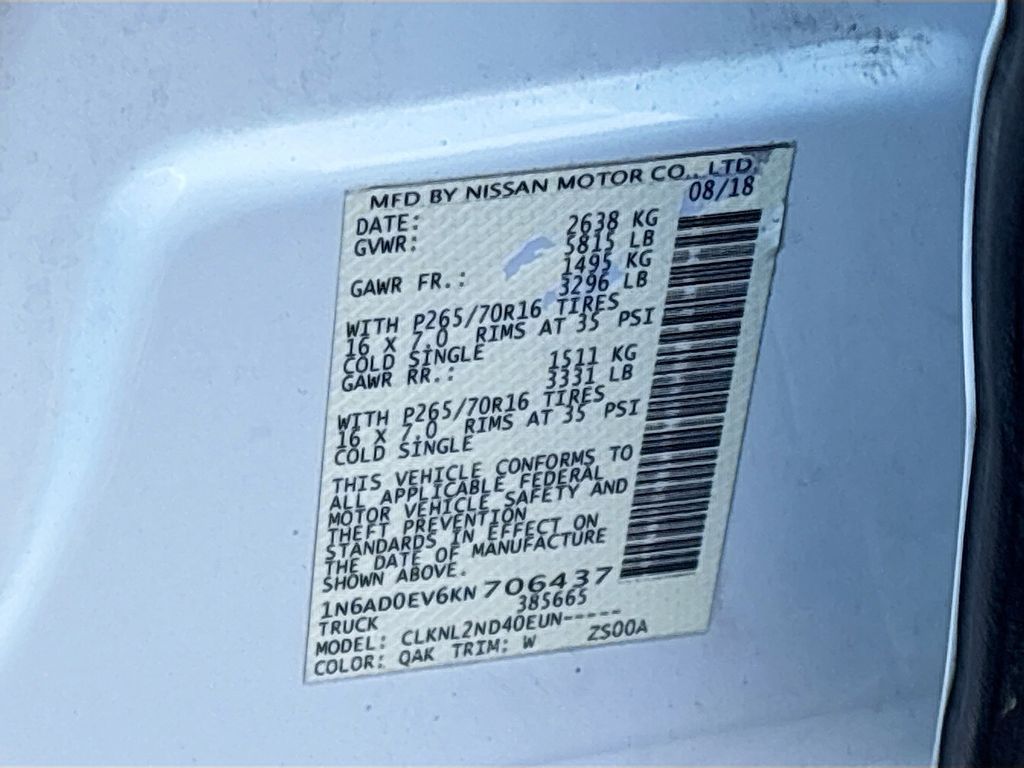 MFD BY NISSAN MOTOR CO., LTD.
DATE: 08/18
GVWR: 2638 KG
5815 LB
GAWR FR.: 1495 KG
3296 LB
WITH P265/70R16 TIRES
16 X 7.0 RIMS AT 35 PSI
COLD SINGLE
GAWR RR.: 1511 KG
3331 LB
WITH P265/70R16 TIRES
16 X 7.0 RIMS AT 35 PSI
COLD SINGLE
THIS VEHICLE CONFORMS TO
ALL APPLICABLE FEDERAL
MOTOR VEHICLE SAFETY AND
THEFT PREVENTION
STANDARDS IN EFFECT ON
THE DATE OF MANUFACTURE
SHOWN ABOVE.
1N6AD0EV6KN706437
TRUCK 385665
MODEL: CLKNL2ND40EUN-----
COLOR: QAK TRIM: W ZS00A